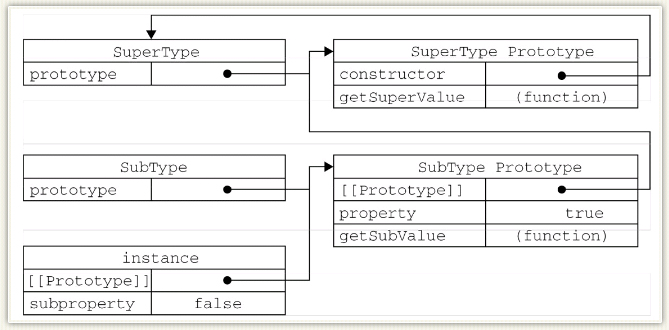 SuperType
prototype
SuperType Prototype
constructor
getSuperValue (function)
SubType
prototype
SubType Prototype
[[Prototype]]
property true
getSubValue (function)
instance
[[Prototype]]
subproperty false